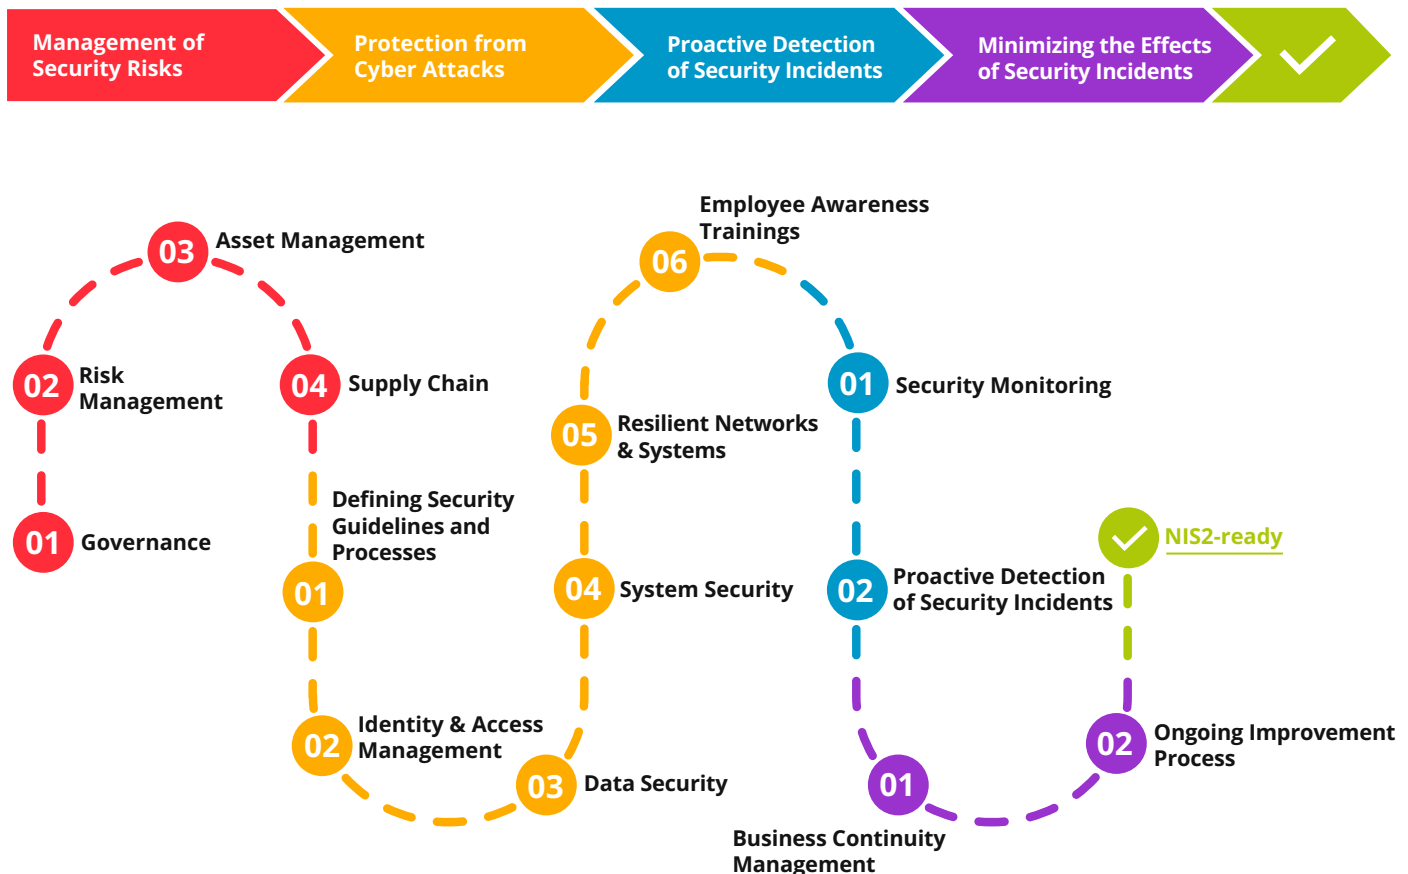 Management of
Security Risks
Protection from
Cyber Attacks
Proactive Detection
of Security Incidents
Minimizing the Effects
of Security Incidents
01
Governance
02
Risk
Management
03
Asset Management
04
Supply Chain
01
Defining Security
Guidelines and
Processes
02
Identity & Access
Management
03
Data Security
04
System Security
05
Resilient Networks
& Systems
06
Employee Awareness
Trainings
01
Security Monitoring
02
Proactive Detection
of Security Incidents
01
Business Continuity
Management
02
Ongoing Improvement
Process
NIS2-ready